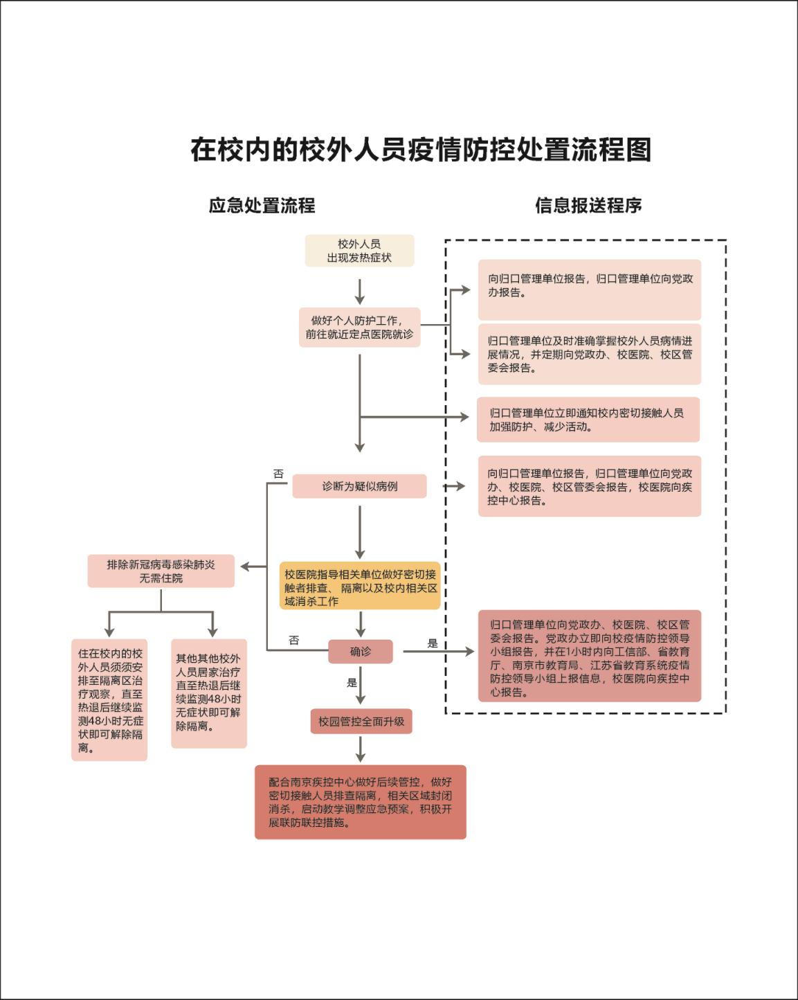 在校内的校外人员疫情防控处置流程图
应急处置流程
信息报送程序
校外人员
出现发热症状
向归口管理单位报告，归口管理单位向党政
办报告。
做好个人防护工作，
前往就近定点医院就诊
归口管理单位及时准确掌握校外人员病情进
展情况，并定期向党政办、校医院、校区管
委会报告。
归口管理单位立即通知校内密切接触人员
加强防护、减少活动。
否
诊断为疑似病例
向归口管理单位报告，归口管理单位向党政
办、校医院、校区管委会报告，校医院向疾
控中心报告。
排除新冠病毒感染肺炎
无需住院
校医院指导相关单位做好密切接
触者排查、 隔离以及校内相关区
域消杀工作
否
确诊
是
归口管理单位向党政办、校医院、校区管
委会报告。党政办立即向校疫情防控领导
小组报告，并在1小时内向工信部、省教育
厅、南京市教育局、江苏省教育系统疫情
防控领导小组上报信息，校医院向疾控中
心报告。
住在校内的校
外人员须须安
排至隔离区治
疗观察，直至
热退后继续监
测48小时无症
状即可解除隔
离。
其他其他校外
人员居家治疗
直至热退后继
续监测48小时
无症状即可解
除隔离。
是
校园管控全面升级
配合南京疾控中心做好后续管控，做好
密切接触人员排查隔离，相关区域封闭
消杀，启动教学调整应急预案，积极开
展联防联控措施。